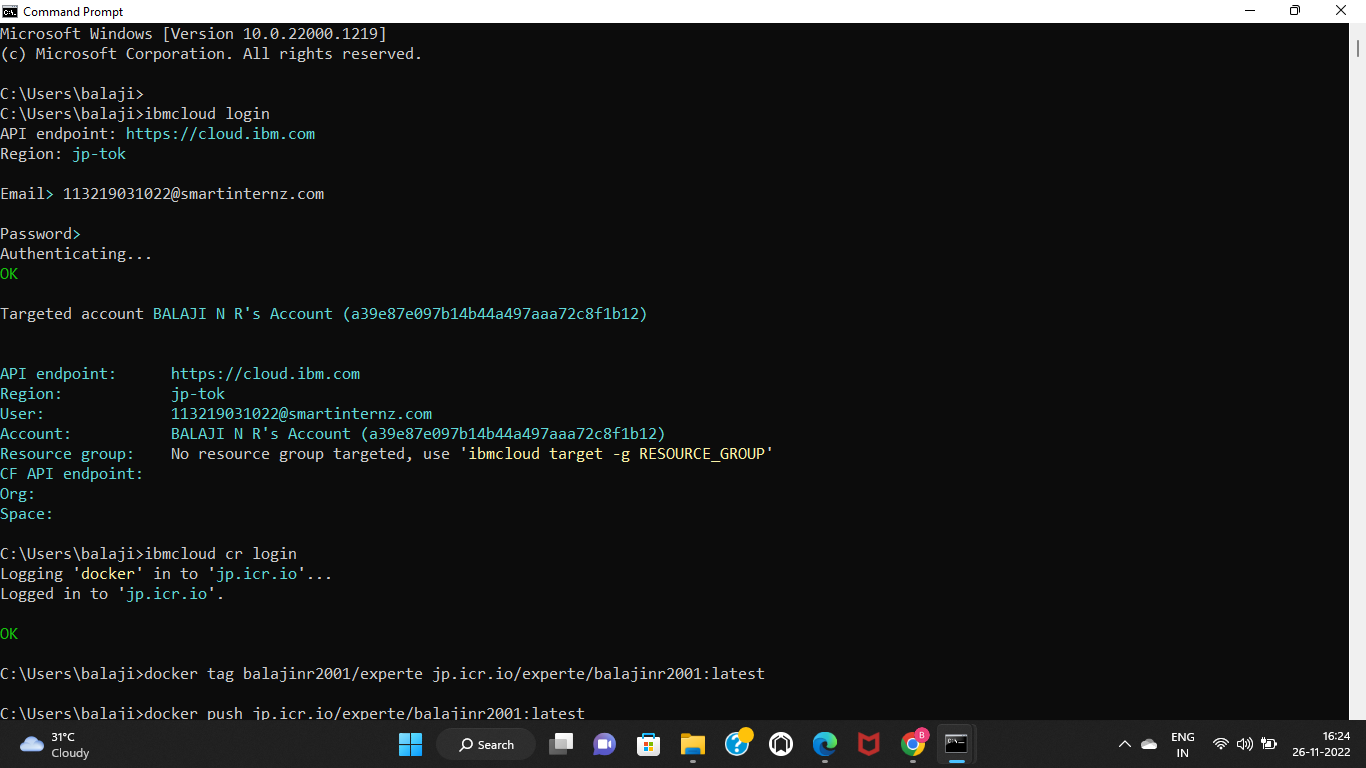 Command Prompt
Microsoft Windows [Version 10.0.22000.1219]
(c) Microsoft Corporation. All rights reserved.
C:\Users\balaji>
C:\Users\balaji>ibmcloud login
API endpoint: https://cloud.ibm.com
Region: jp-tok
Email> 113219031022@smartinternz.com
Password>
Authenticating...
OK
Targeted account BALAJI N R's Account (a39e87e097b14b44a497aaa72c8f1b12)
API endpoint: https://cloud.ibm.com
Region: jp-tok
User: 113219031022@smartinternz.com
Account: BALAJI N R's Account (a39e87e097b14b44a497aaa72c8f1b12)
Resource group: No resource group targeted, use 'ibmcloud target -g RESOURCE_GROUP'
CF API endpoint:
Org:
Space:
C:\Users\balaji>ibmcloud cr login
Logging 'docker' in to 'jp.icr.io'...
Logged in to 'jp.icr.io'.
OK
C:\Users\balaji>docker tag balajinr2001/experte jp.icr.io/experte/balajinr2001:latest
C:\Users\balaji>docker push jp.icr.io/experte/balajinr2001:latest
31°C
Cloudy
Search
B
ENG
IN
16:24
26-11-2022